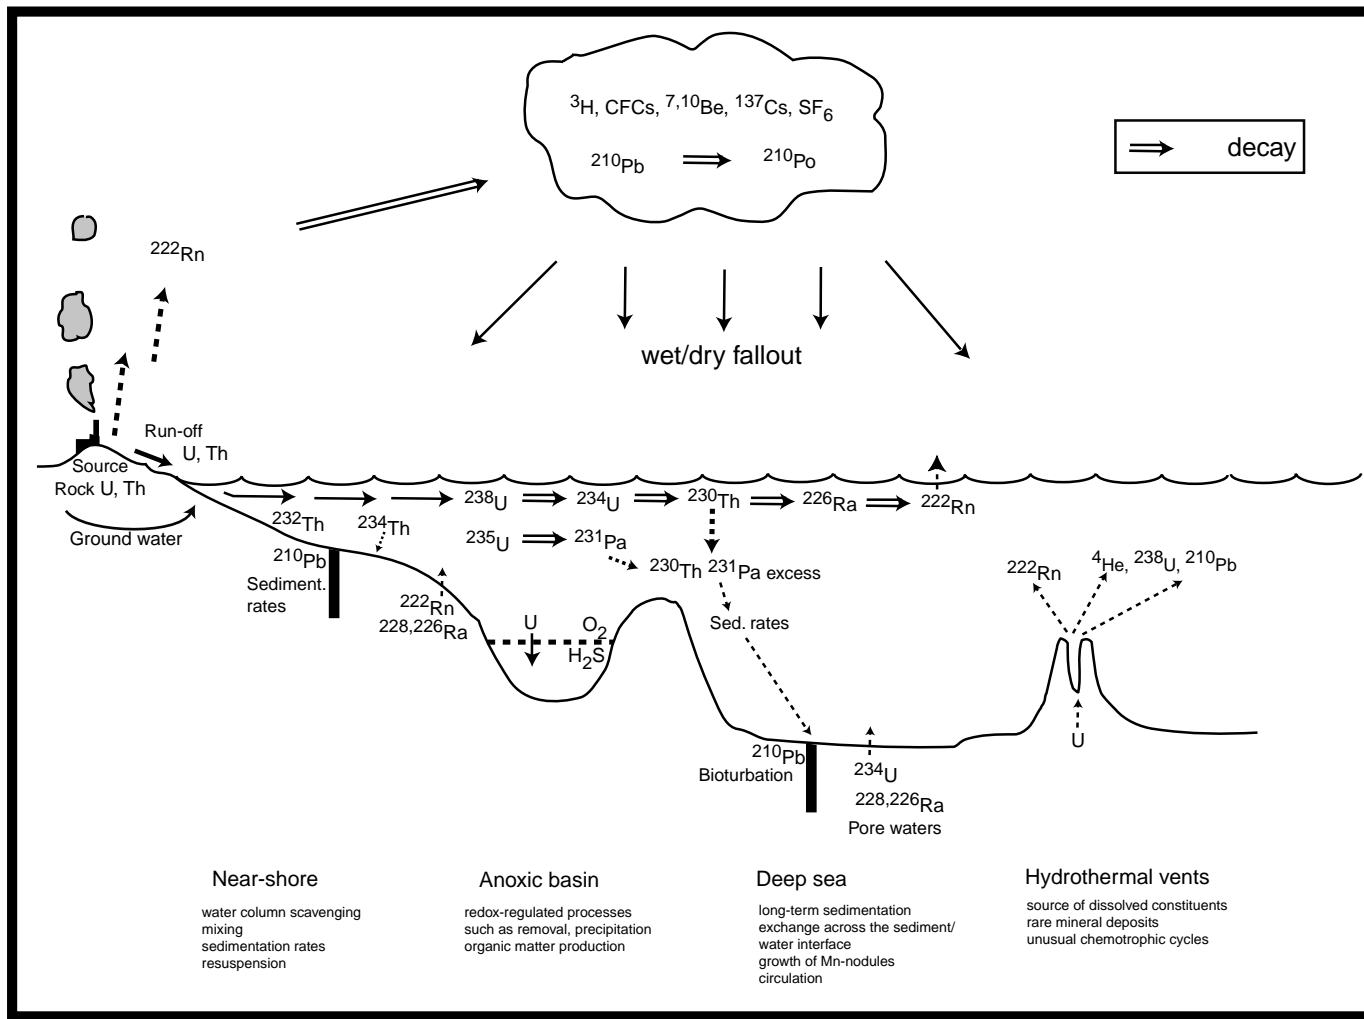 ³H, CFCs, ⁷,¹⁰Be, ¹³⁷Cs, SF₆
²¹⁰Pb ²¹⁰Po
decay
²²²Rn
wet/dry fallout
Run-off
U, Th
Source
Rock U, Th
Ground water
²³²Th
²³⁴Th
²³⁸U ²³⁴U ²³⁰Th ²²⁶Ra ²²²Rn
²³⁵U ²³¹Pa
²³⁰Th ²³¹Pa excess
²¹⁰Pb
Sediment.
rates
²²²Rn
²²⁸,²²⁶Ra
U
O₂
H₂S
Sed. rates
²²²Rn
⁴He, ²³⁸U, ²¹⁰Pb
U
²¹⁰Pb
Bioturbation
²³⁴U
²²⁸,²²⁶Ra
Pore waters
Near-shore
water column scavenging
mixing
sedimentation rates
resuspension
Anoxic basin
redox-regulated processes
such as removal, precipitation
organic matter production
Deep sea
long-term sedimentation
exchange across the sediment/
water interface
growth of Mn-nodules
circulation
Hydrothermal vents
source of dissolved constituents
rare mineral deposits
unusual chemotrophic cycles